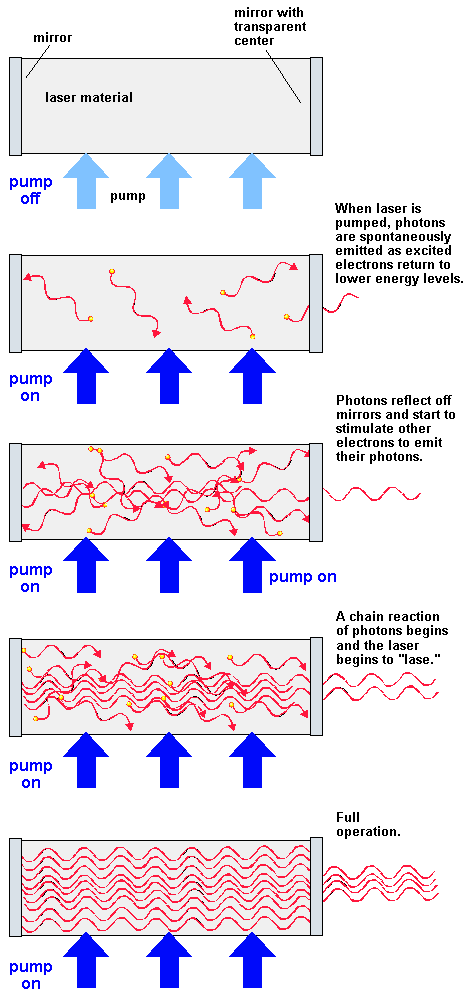 mirror
mirror with
transparent
center
laser material
pump
off
pump
When laser is
pumped, photons
are spontaneously
emitted as excited
electrons return to
lower energy levels.
pump
on
Photons reflect off
mirrors and start to
stimulate other
electrons to emit
their photons.
pump
on
pump on
A chain reaction
of photons begins
and the laser
begins to "lase."
pump
on
Full
operation.
pump
on